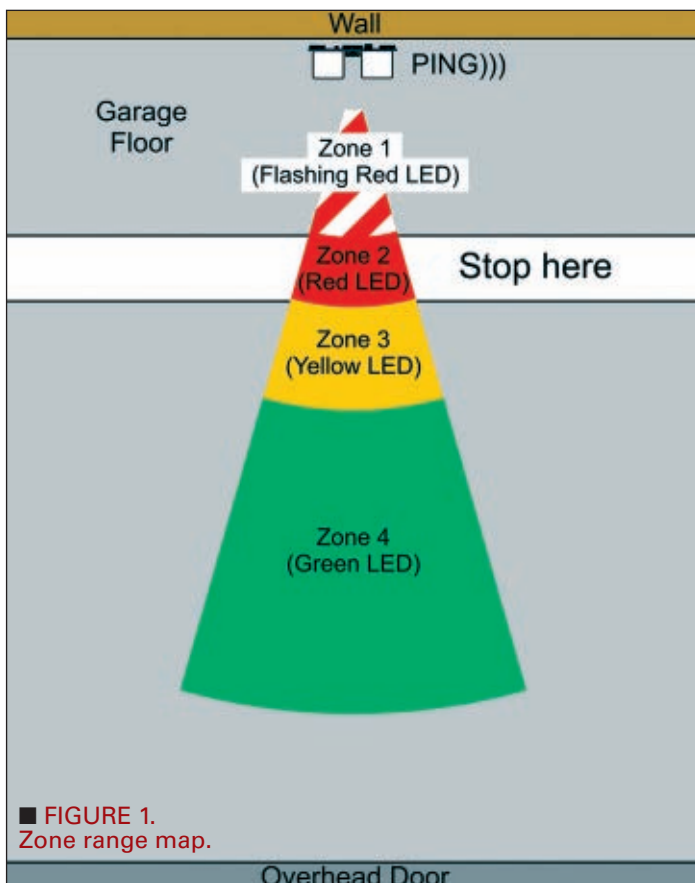 Wall
PING)))
Garage
Floor
Zone 1
(Flashing Red LED)
Zone 2
(Red LED)
Stop here
Zone 3
(Yellow LED)
Zone 4
(Green LED)
■ FIGURE 1.
Zone range map.
Overhead Door